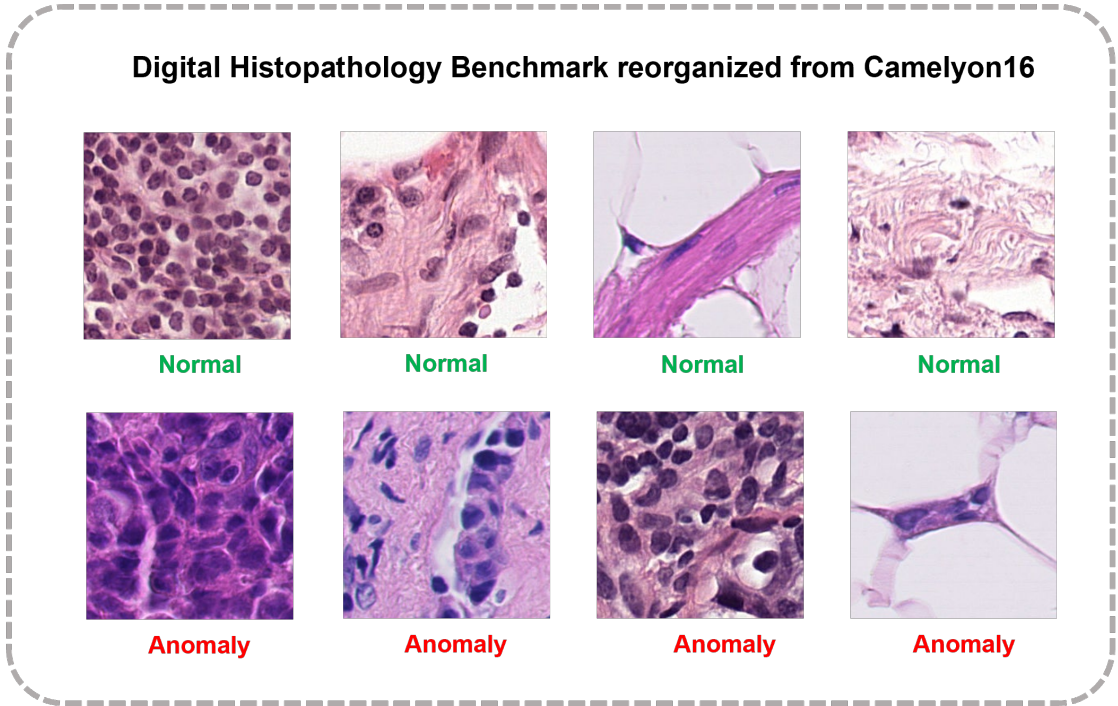 Digital Histopathology Benchmark reorganized from Camelyon16
Normal
Normal
Normal
Normal
Anomaly
Anomaly
Anomaly
Anomaly